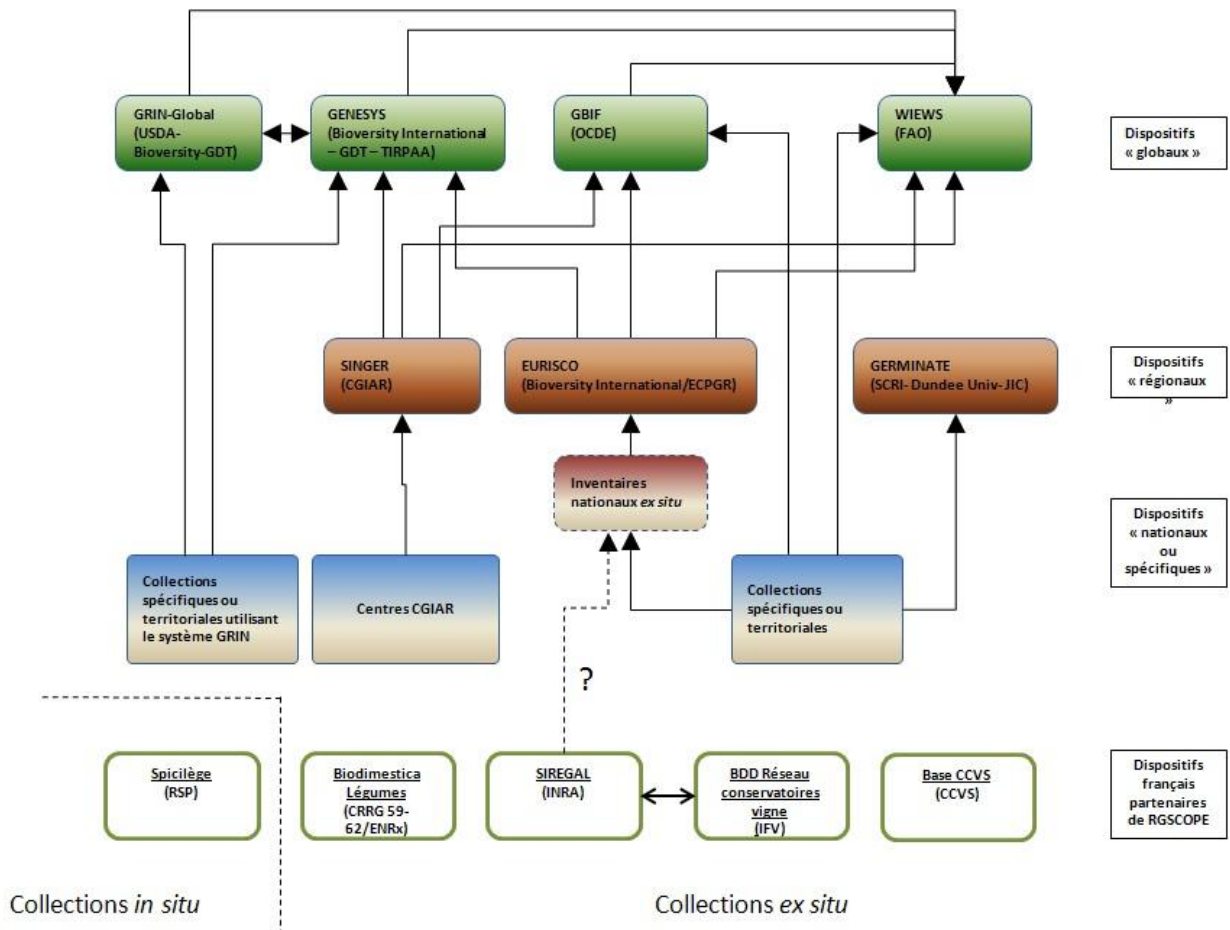 GRIN-Global
(USDA-
Bioversity-GDT)
GENESYS
(Bioversity International
– GDT – TIRPAA)
GBIF
(OCDE)
WIEWS
(FAO)
Dispositifs
« globaux »
SINGER
(CGIAR)
EURISCO
(Bioversity International/ECPGR)
GERMINATE
(SCRI- Dundee Univ-JIC)
Dispositifs
« régionaux
»
Inventaires
nationaux ex situ
Dispositifs
« nationaux
ou
spécifiques »
Collections
spécifiques ou
territoriales utilisant
le système GRIN
Centres CGIAR
Collections
spécifiques ou
territoriales
?
Spicilège
(RSP)
Biodimestica
Légumes
(CRRG 59-
62/ENRx)
SIREGAL
(INRA)
BDD Réseau
conservatoires
vigne
(IFV)
Base CCVS
(CCVS)
Dispositifs
français
partenaires
de RGSCOPE
Collections in situ
Collections ex situ